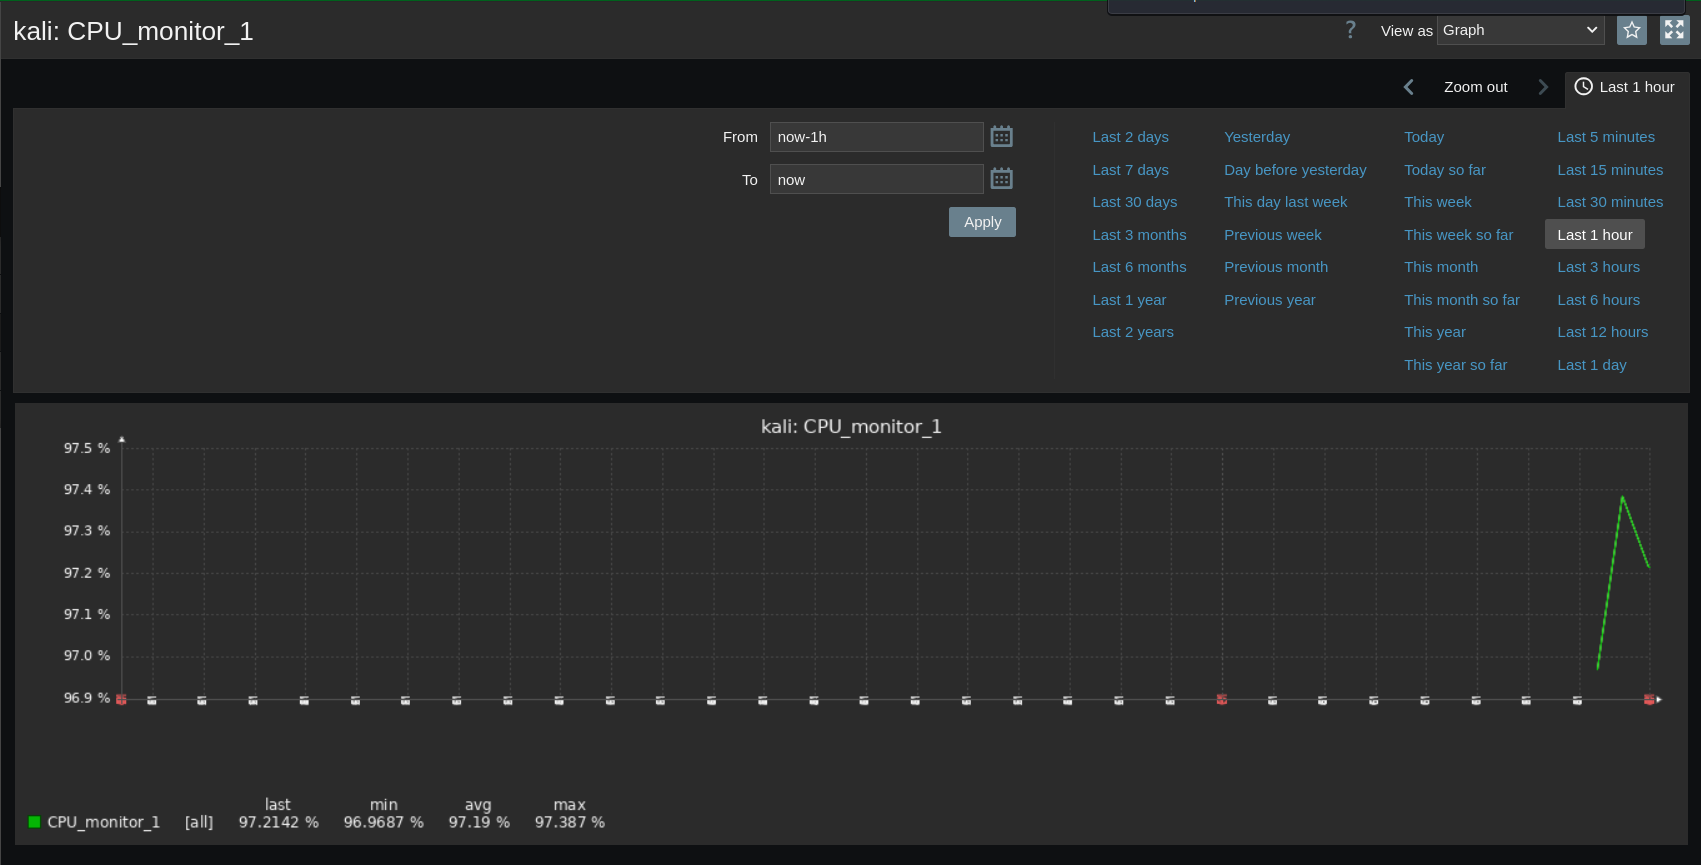 kali: CPU_monitor_1
? View as Graph
Zoom out Last 1 hour
From now-1h
To now
Apply
Last 2 days Yesterday Today Last 5 minutes
Last 7 days Day before yesterday Today so far Last 15 minutes
Last 30 days This day last week This week Last 30 minutes
Last 3 months Previous week This week so far Last 1 hour
Last 6 months Previous month This month Last 3 hours
Last 1 year Previous year This month so far Last 6 hours
Last 2 years This year Last 12 hours
This year so far Last 1 day
kali: CPU_monitor_1
97.5 %
97.4 %
97.3 %
97.2 %
97.1 %
97.0 %
96.9 %
last min avg max
CPU_monitor_1 [all] 97.2142 % 96.9687 % 97.19 % 97.387 %